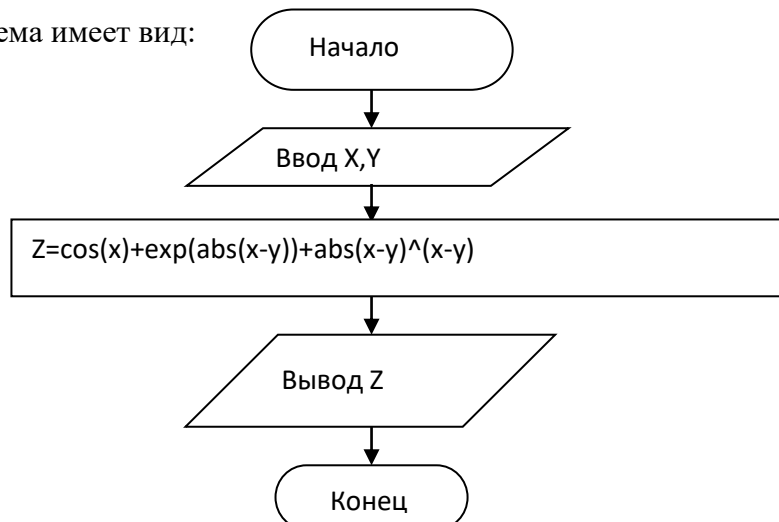 ема имеет вид:
Начало
Ввод X,Y
Z=cos(x)+exp(abs(x-y))+abs(x-y)^(x-y)
Вывод Z
Конец